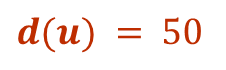 d(u) = 50